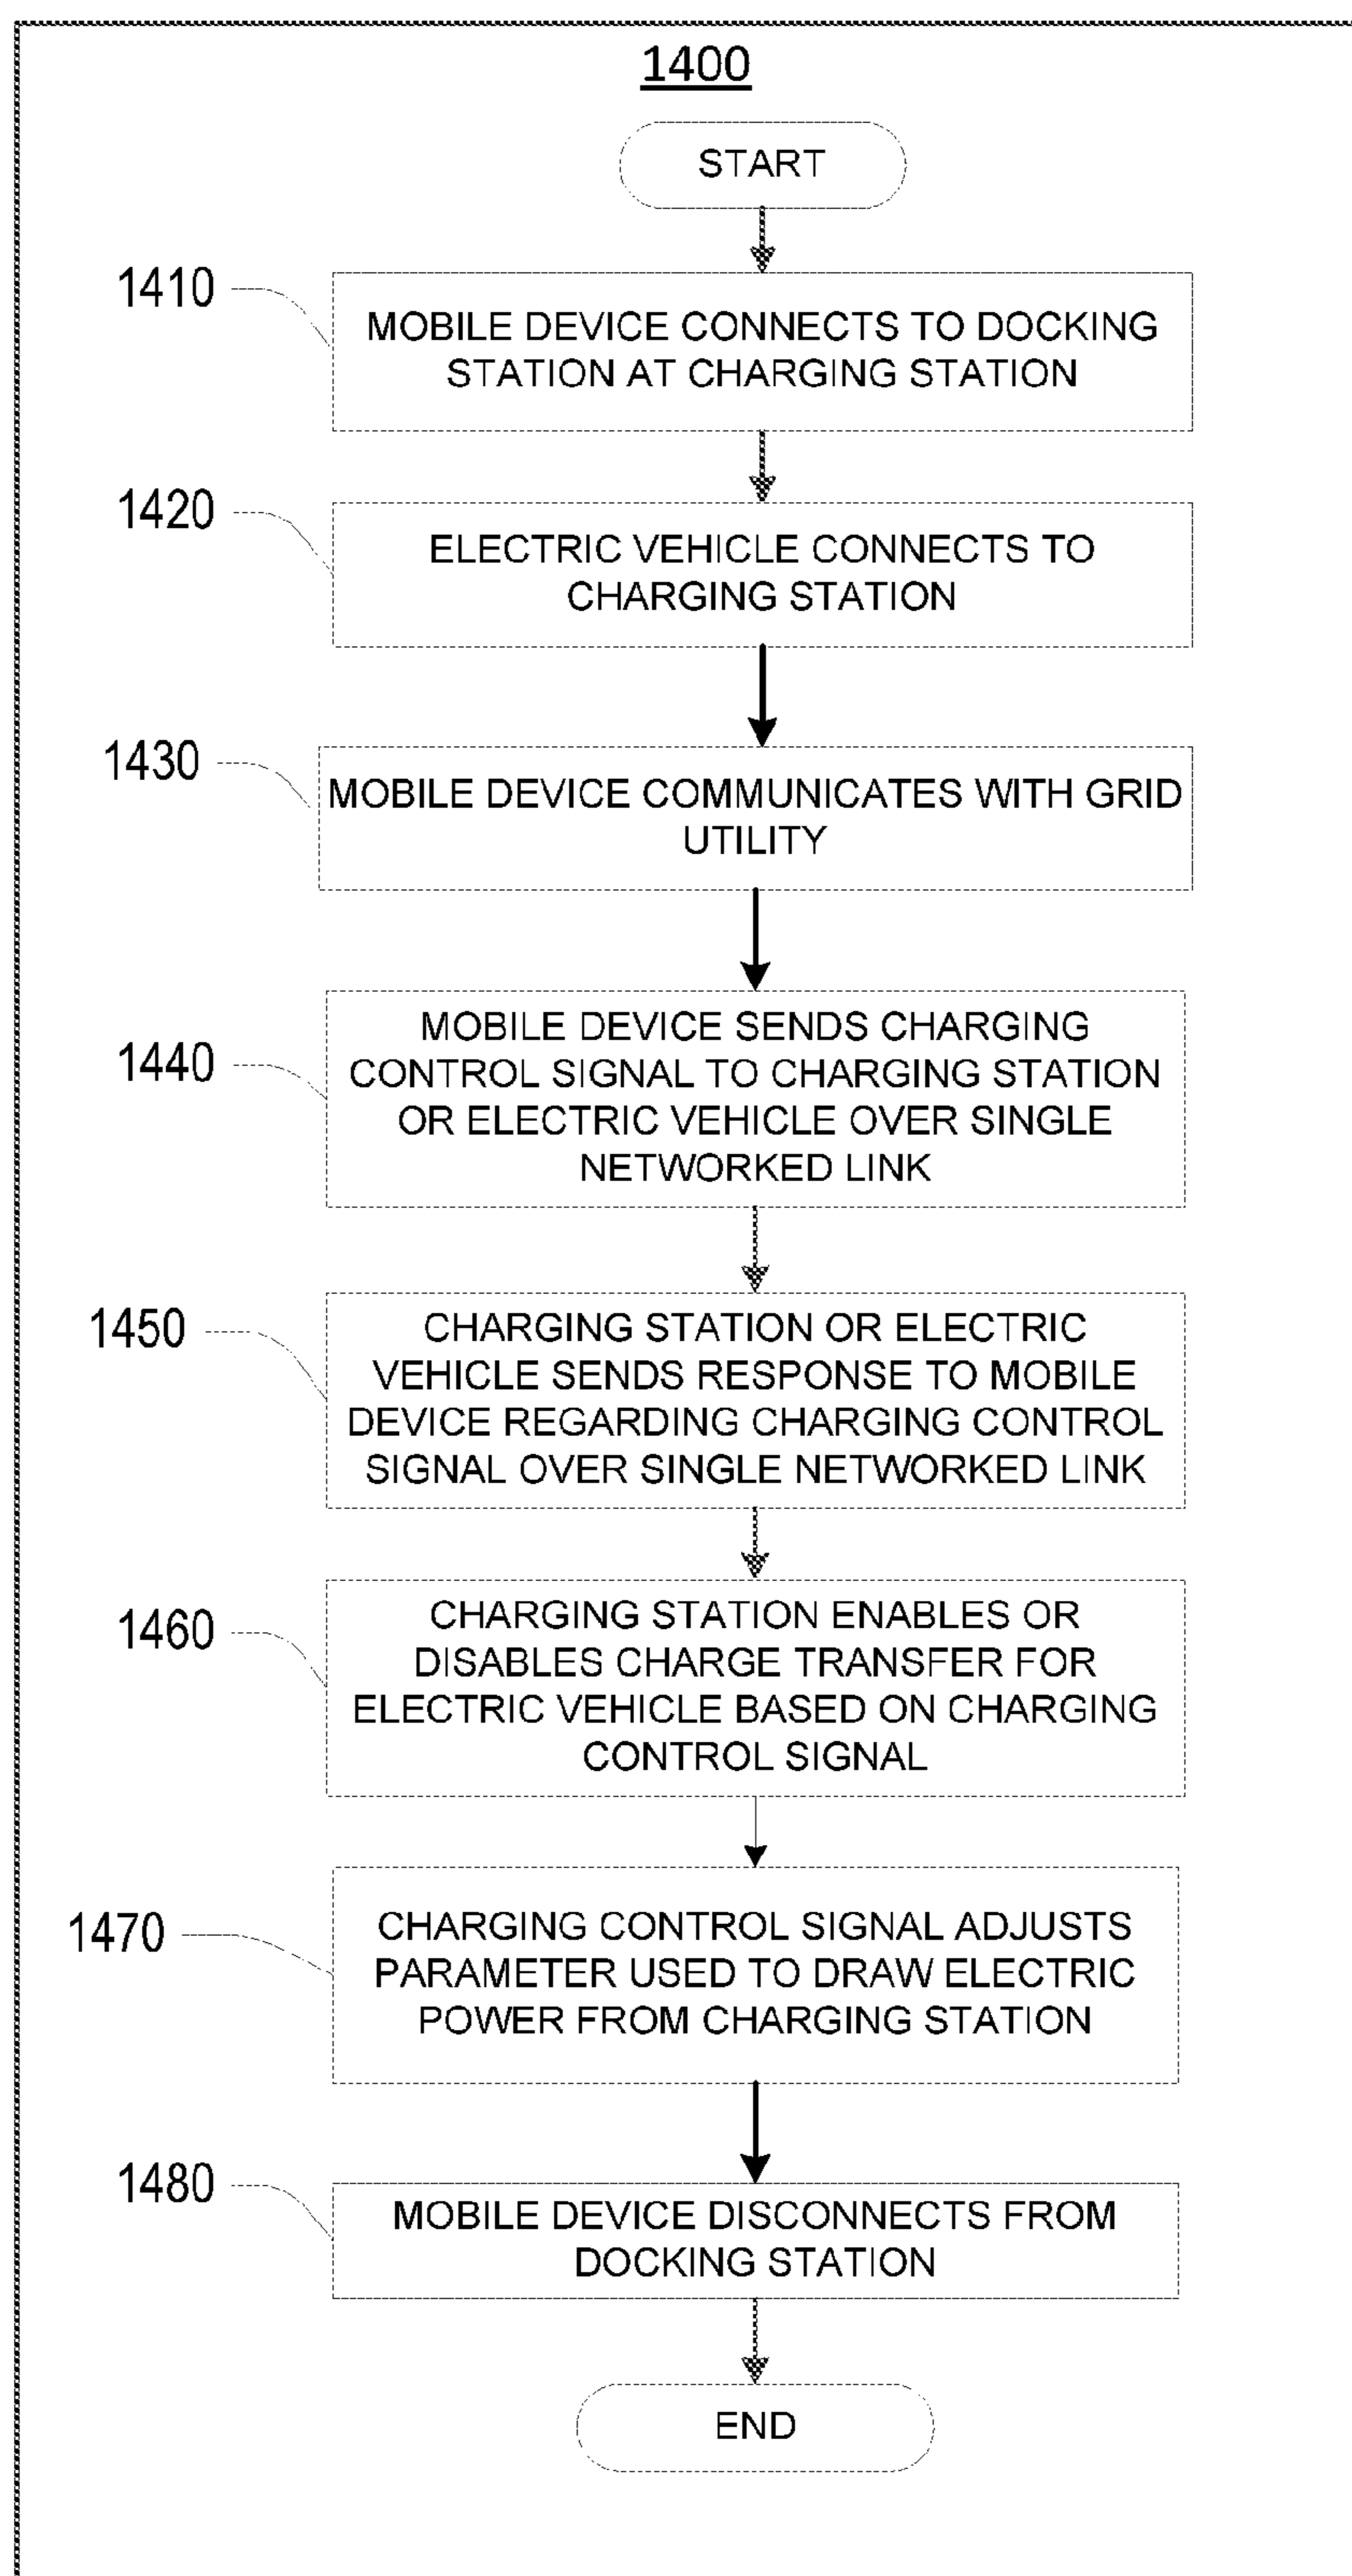 1400
START
1410
MOBILE DEVICE CONNECTS TO DOCKING
STATION AT CHARGING STATION
1420
ELECTRIC VEHICLE CONNECTS TO
CHARGING STATION
1430
MOBILE DEVICE COMMUNICATES WITH GRID
UTILITY
1440
MOBILE DEVICE SENDS CHARGING
CONTROL SIGNAL TO CHARGING STATION
OR ELECTRIC VEHICLE OVER SINGLE
NETWORKED LINK
1450
CHARGING STATION OR ELECTRIC
VEHICLE SENDS RESPONSE TO MOBILE
DEVICE REGARDING CHARGING CONTROL
SIGNAL OVER SINGLE NETWORKED LINK
1460
CHARGING STATION ENABLES OR
DISABLES CHARGE TRANSFER FOR
ELECTRIC VEHICLE BASED ON CHARGING
CONTROL SIGNAL
1470
CHARGING CONTROL SIGNAL ADJUSTS
PARAMETER USED TO DRAW ELECTRIC
POWER FROM CHARGING STATION
1480
MOBILE DEVICE DISCONNECTS FROM
DOCKING STATION
END